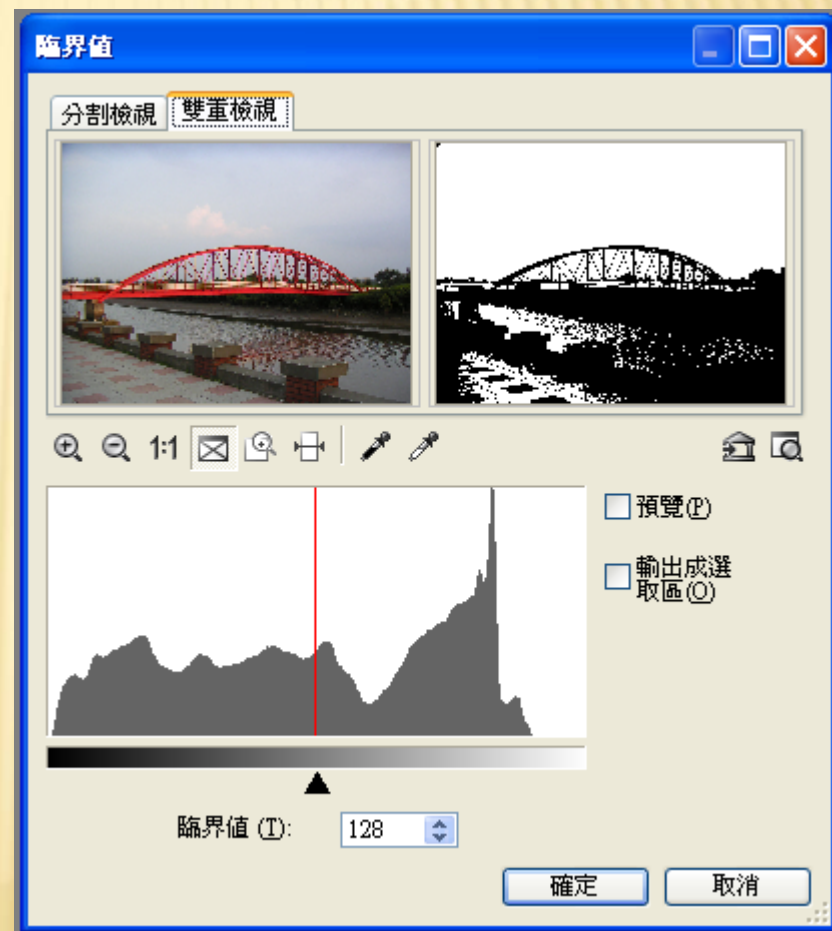 臨界值
分割檢視 雙重檢視
1:1
預覽(P)
輸出成選
取區(O)
臨界值 (T):
128
確定 取消